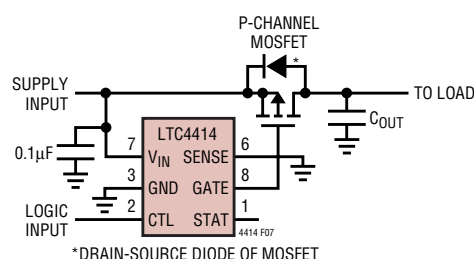 P-CHANNEL
MOSFET
*
SUPPLY
INPUT
TO LOAD
COUT
0.1µF
LTC4414
7
VIN
SENSE
6
3
GND
GATE
8
LOGIC
INPUT
2
CTL
STAT
1
4414 F07
*DRAIN-SOURCE DIODE OF MOSFET